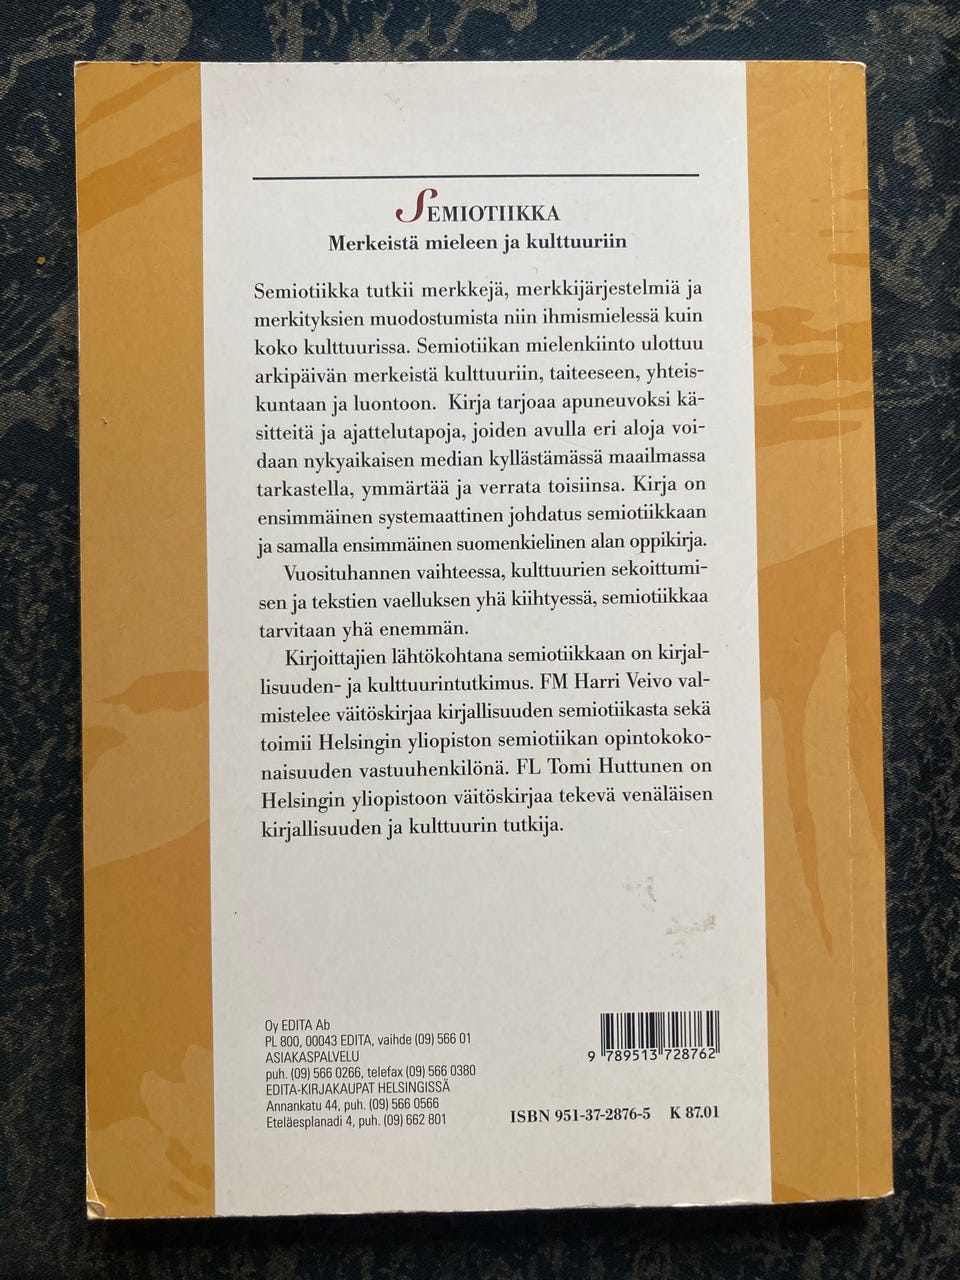 SEMIOTIIKKA
Merkeistä mieleen ja kulttuuriin
Semiotiikka tutkii merkkejä, merkkijärjestelmiä ja
merkityksien muodostumista niin ihmismielessä kuin
koko kulttuurissa. Semiotiikan mielenkiinto ulottuu
arkipäivän merkeistä kulttuuriin, taiteeseen, yhteis-
kuntaan ja luontoon. Kirja tarjoaa apuneuvoksi kä-
sitteitä ja ajattelutapoja, joiden avulla eri aloja voi-
daan nykyaikaisen median kyllästämässä maailmassa
tarkastella, ymmärtää ja verrata toisiinsa. Kirja on
ensimmäinen systemaattinen johdatus semiotiikkaan
ja samalla ensimmäinen suomenkielinen alan oppikirja.
Vuosituhannen vaihteessa, kulttuurien sekoittumi-
sen ja tekstien vaelluksen yhä kiihtyessä, semiotiikkaa
tarvitaan yhä enemmän.
Kirjoittajien lähtökohtana semiotiikkaan on kirjal-
lisuuden- ja kulttuurintutkimus. FM Harri Veivo val-
mistelee väitöskirjaa kirjallisuuden semiotiikasta sekä
toimii Helsingin yliopiston semiotiikan opintokoko-
naisuuden vastuuhenkilönä. FL Tomi Huttunen on
Helsingin yliopistoon väitöskirjaa tekevä venäläisen
kirjallisuuden ja kulttuurin tutkija.
Oy EDITA Ab
PL 800, 00043 EDITA, vaihde (09) 566 01
ASIAKASPALVELU
puh. (09) 566 0266, telefax (09) 566 0380
EDITA-KIRJAKAUPAT HELSINGISSÄ
Annankatu 44, puh. (09) 566 0566
Eteläesplanadi 4, puh. (09) 662 801
9 789513 728762
ISBN 951-37-2876-5 K 87.01